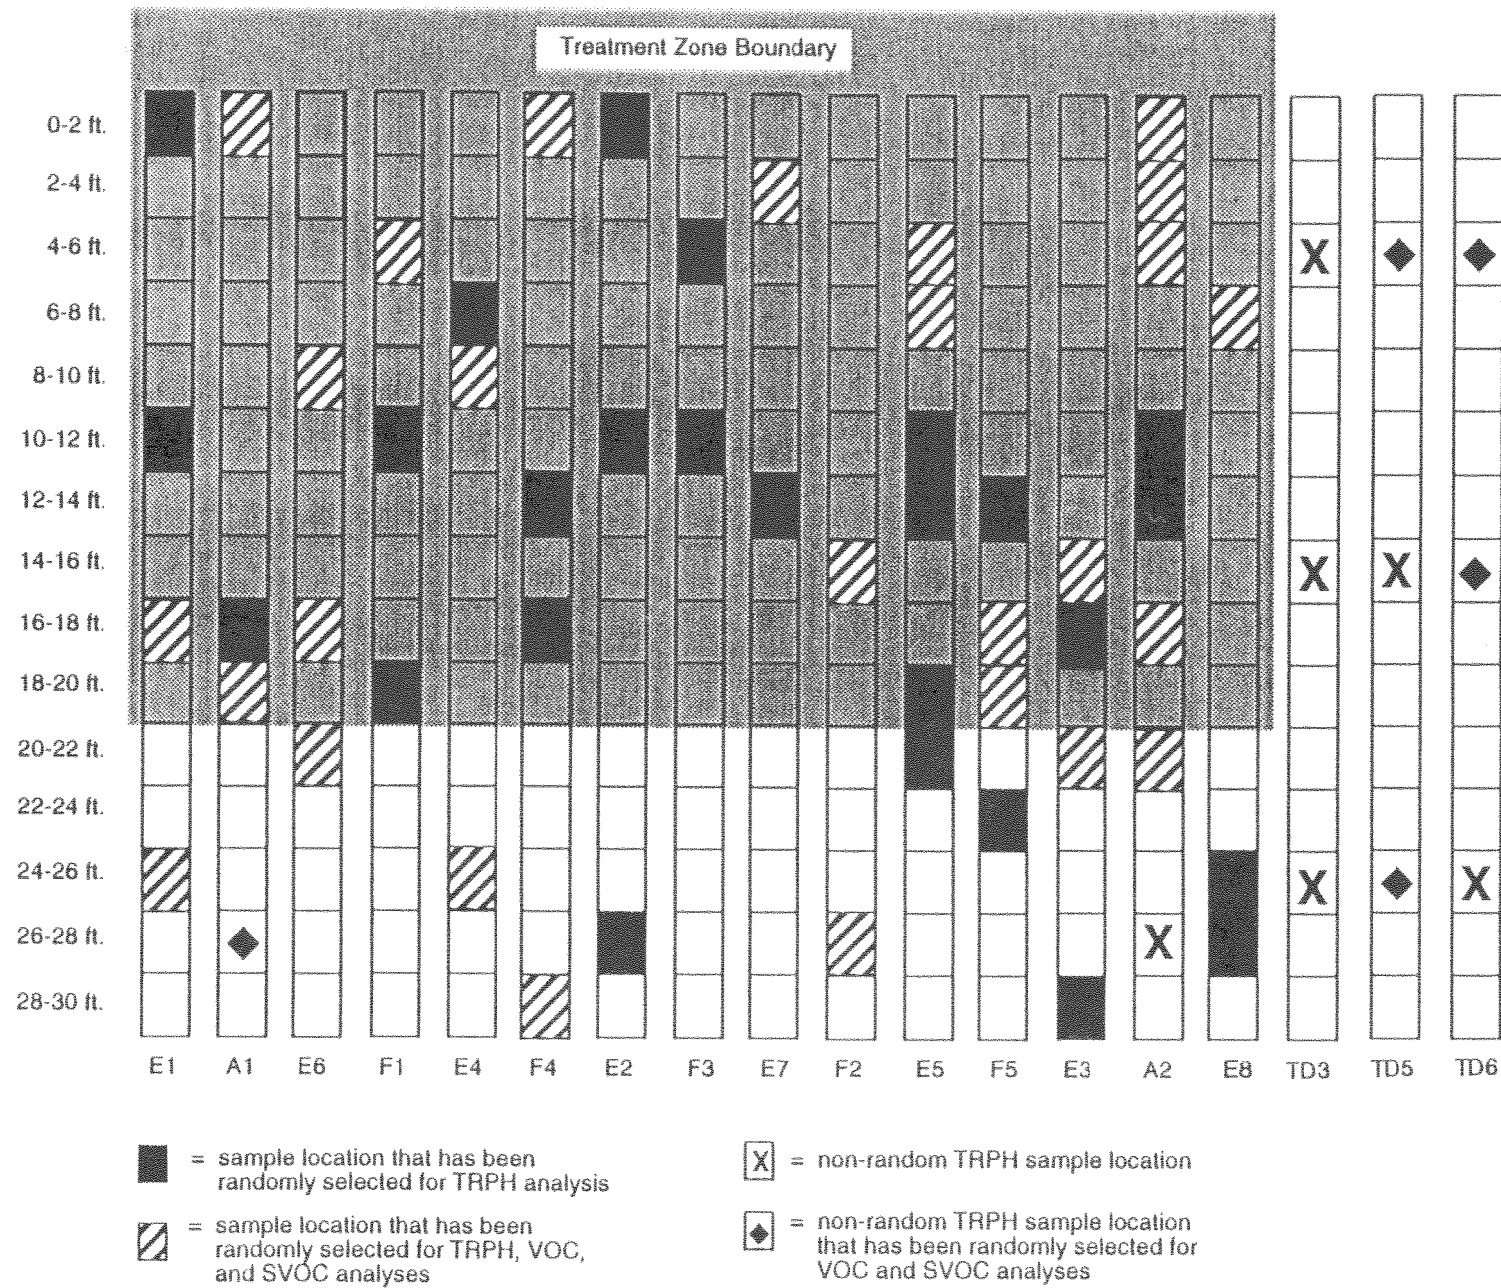 Treatment Zone Boundary
0-2 ft.
2-4 ft.
4-6 ft.
X
6-8 ft.
8-10 ft.
10-12 ft.
12-14 ft.
14-16 ft.
X X
16-18 ft.
18-20 ft.
20-22 ft.
22-24 ft.
24-26 ft.
X X
26-28 ft.
X
28-30 ft.
E1 A1 E6 F1 E4 F4 E2 F3 E7 F2 E5 F5 E3 A2 E8 TD3 TD5 TD6
= sample location that has been
randomly selected for TRPH analysis
= sample location that has been
randomly selected for TRPH, VOC,
and SVOC analyses
X = non-random TRPH sample location
= non-random TRPH sample location
that has been randomly selected for
VOC and SVOC analyses